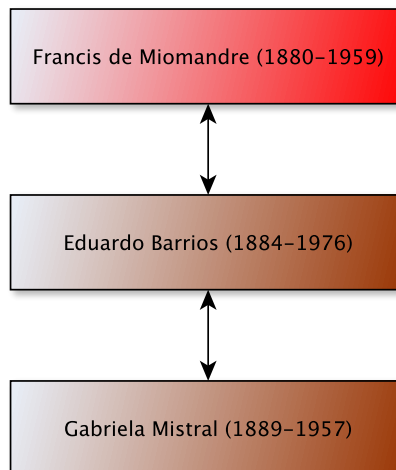 Francis de Miomandre (1880–1959)
Eduardo Barrios (1884–1976)
Gabriela Mistral (1889–1957)